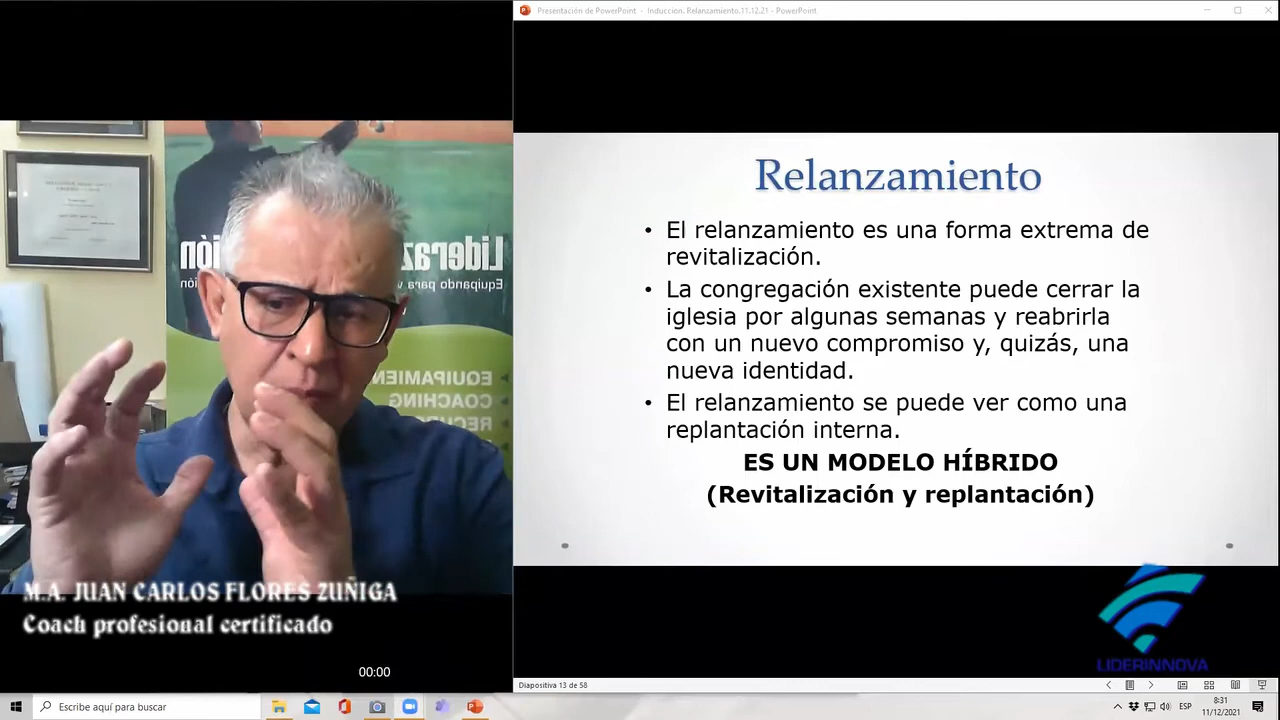 Presentación de PowerPoint - Induccion. Relanzamiento.11.12.21 - PowerPoint
Relanzamiento
• El relanzamiento es una forma extrema de
revitalización.
• La congregación existente puede cerrar la
iglesia por algunas semanas y reabrirla
con un nuevo compromiso y, quizás, una
nueva identidad.
• El relanzamiento se puede ver como una
replantación interna.
ES UN MODELO HÍBRIDO
(Revitalización y replantación)
Equipando para
EQUIPAMIEN
COACHING
M.A. JUAN CARLOS FLORES ZUÑIGA
Coach profesional certificado
00:00
LIDERINNOVA
Diapositiva 13 de 58
Escribe aquí para buscar
ESP
8:31
11/12/2021